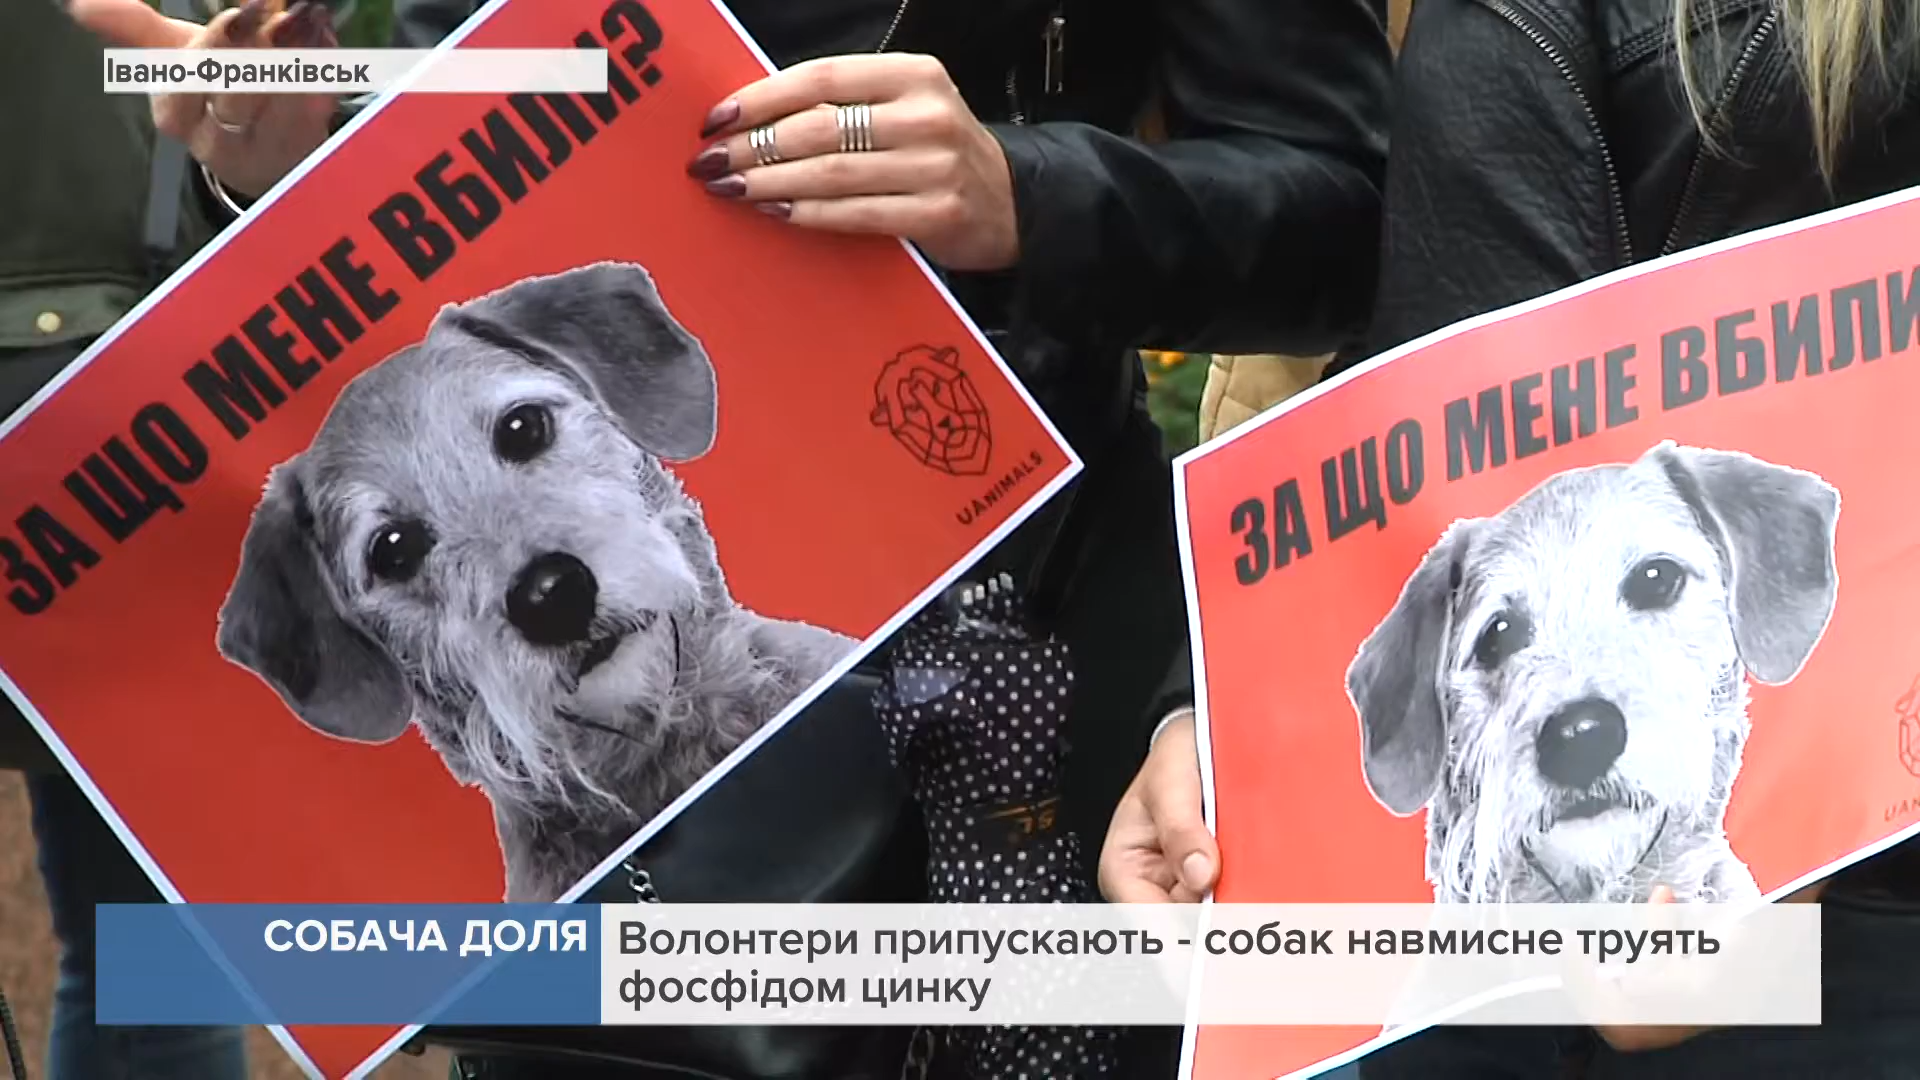 Івано-Франківськ
ЗА ЩО МЕНЕ ВБИЛИ?
UANIMALS
ЗА ЩО МЕНЕ ВБИЛИ
UAN
СОБАЧА ДОЛЯ
Волонтери припускають - собак навмисне труять
фосфідом цинку